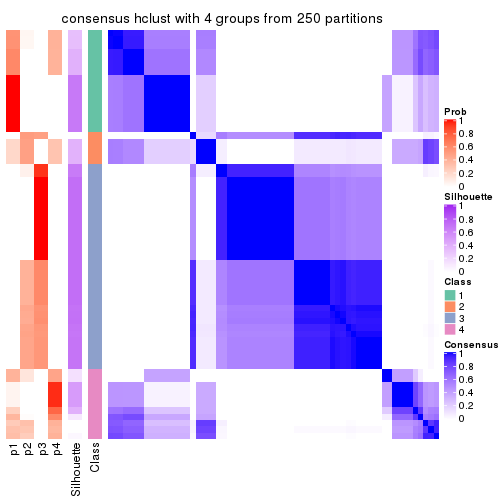 consensus hclust with 4 groups from 250 partitions
Prob
1
0.8
0.6
0.4
0.2
0
Silhouette
1
0.8
0.6
0.4
0.2
0
Class
1
2
3
4
Consensus
1
0.8
0.6
0.4
0.2
0
p1
p2
p3
p4
Silhouette
Class